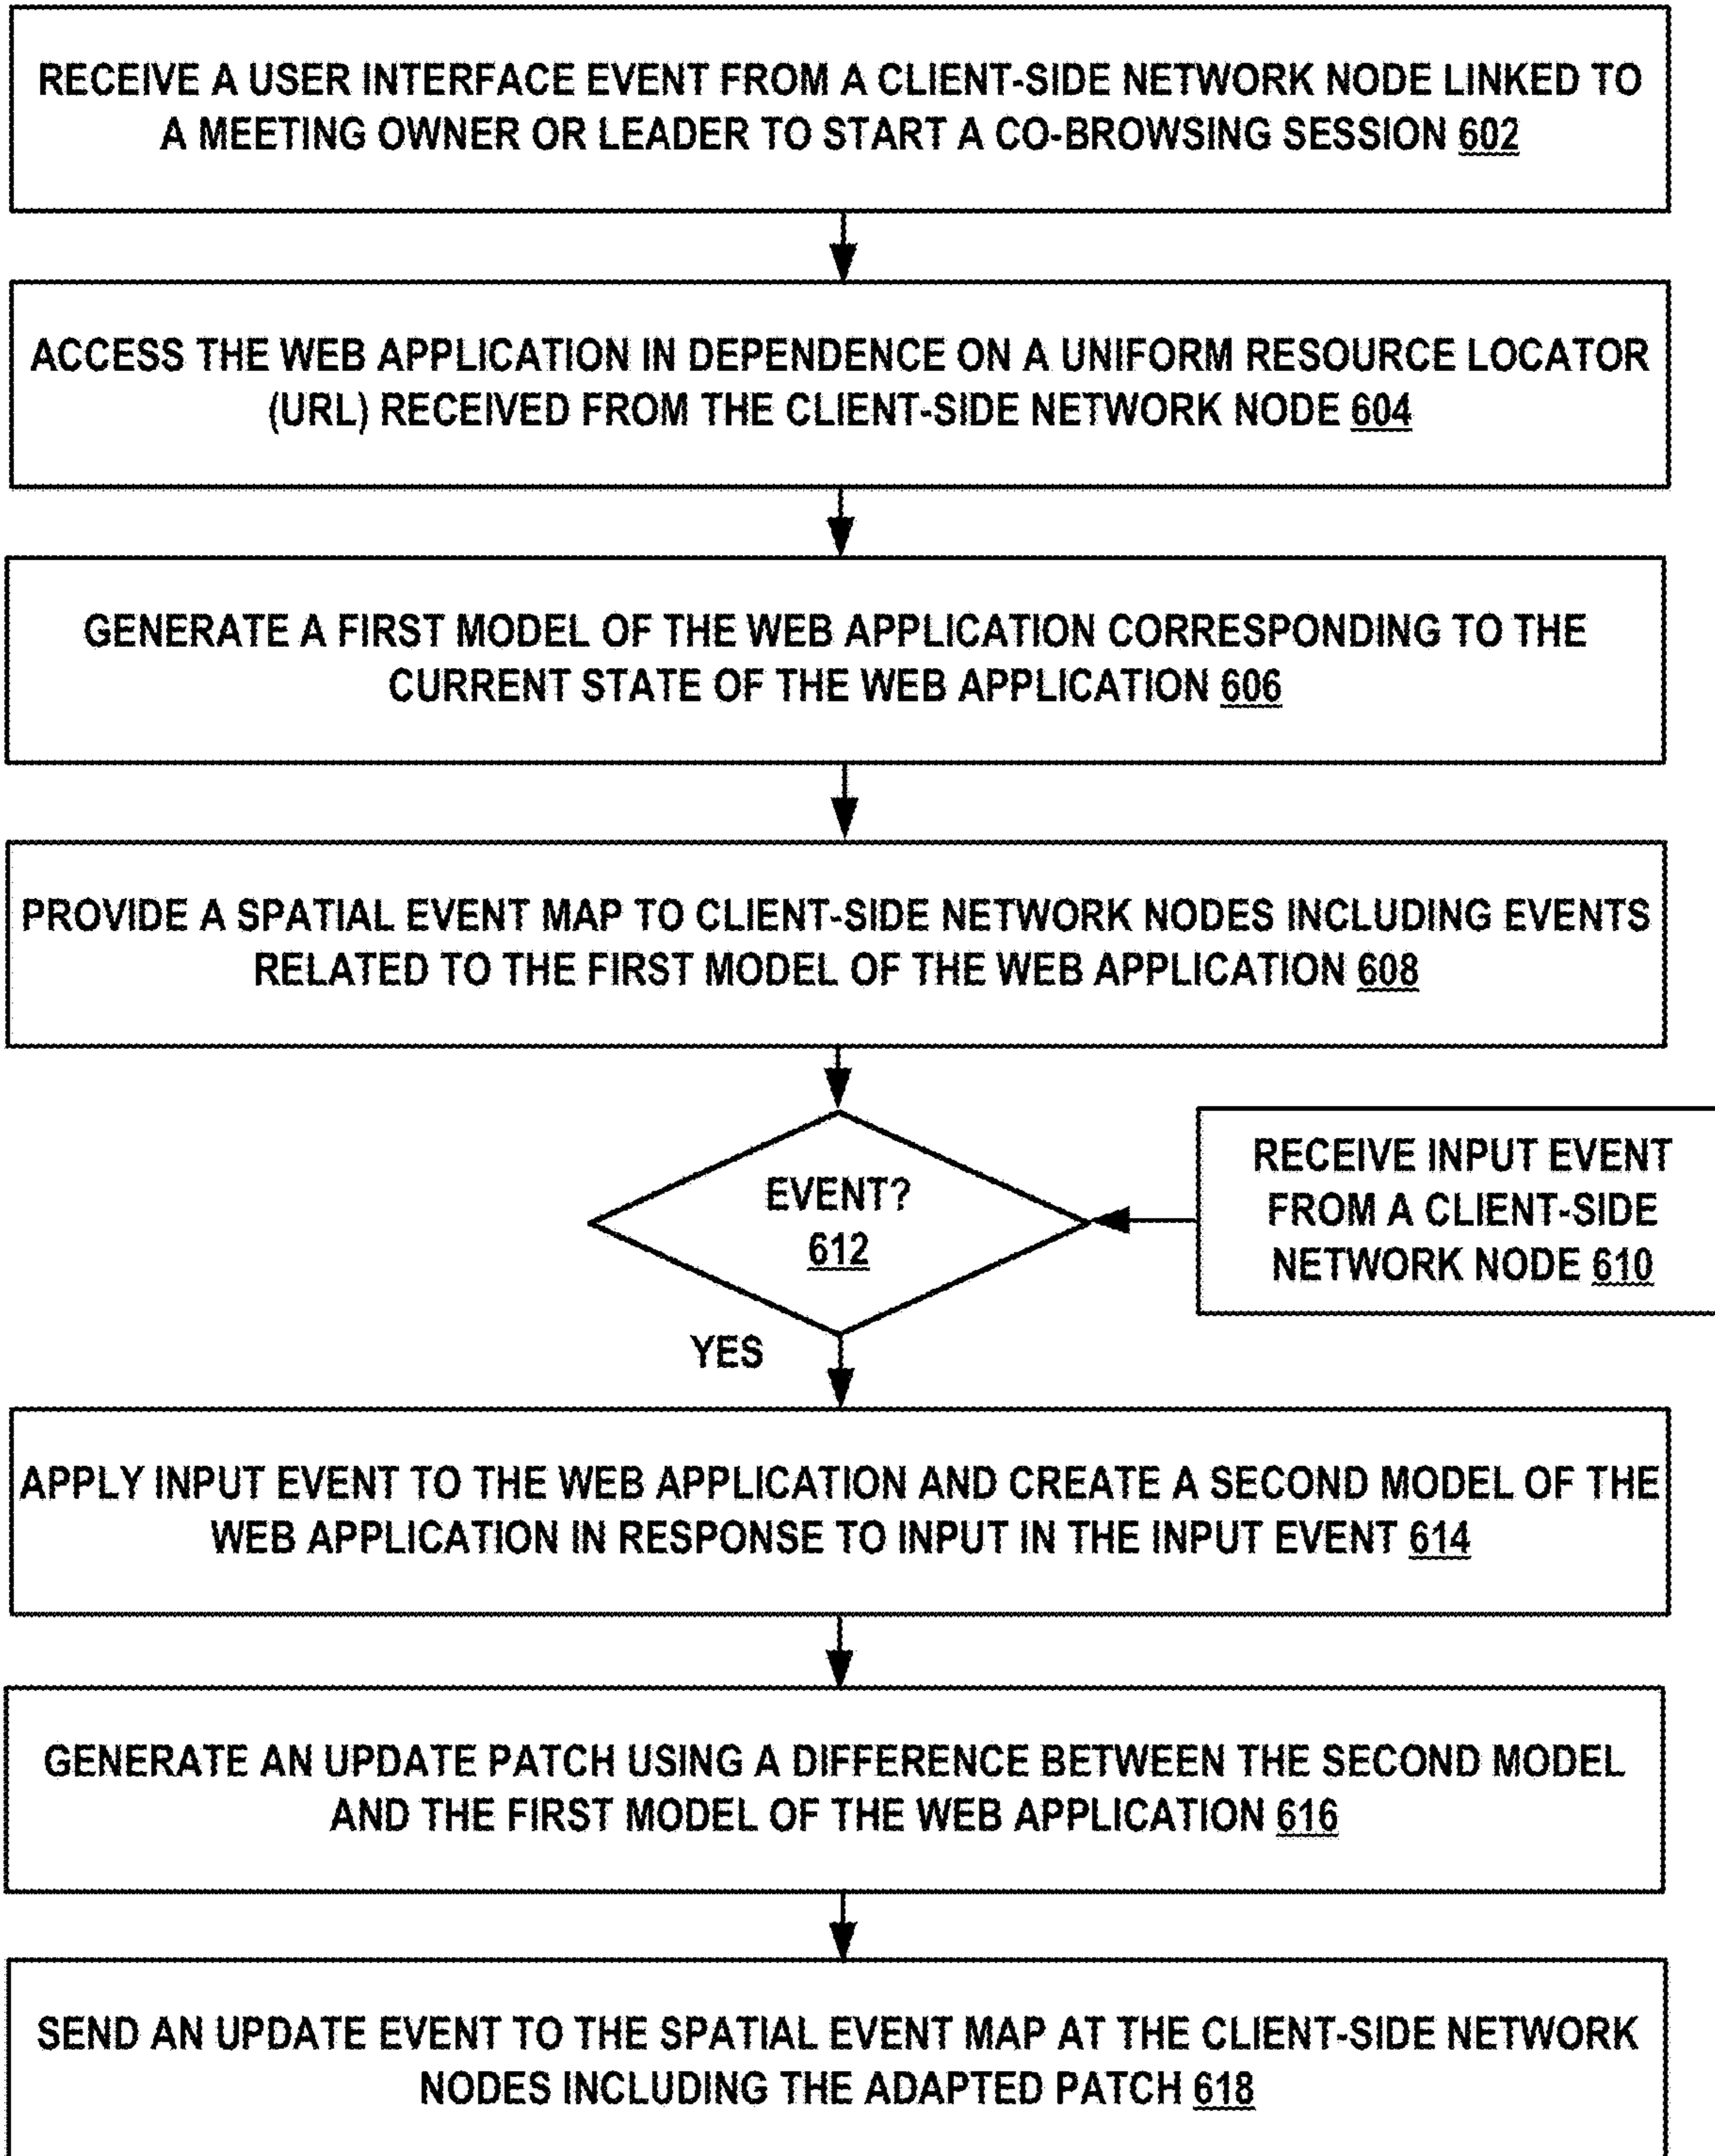 RECEIVE A USER INTERFACE EVENT FROM A CLIENT-SIDE NETWORK NODE LINKED TO
A MEETING OWNER OR LEADER TO START A CO-BROWSING SESSION 602
ACCESS THE WEB APPLICATION IN DEPENDENCE ON A UNIFORM RESOURCE LOCATOR
(URL) RECEIVED FROM THE CLIENT-SIDE NETWORK NODE 604
GENERATE A FIRST MODEL OF THE WEB APPLICATION CORRESPONDING TO THE
CURRENT STATE OF THE WEB APPLICATION 606
PROVIDE A SPATIAL EVENT MAP TO CLIENT-SIDE NETWORK NODES INCLUDING EVENTS
RELATED TO THE FIRST MODEL OF THE WEB APPLICATION 608
EVENT?
612
RECEIVE INPUT EVENT
FROM A CLIENT-SIDE
NETWORK NODE 610
YES
APPLY INPUT EVENT TO THE WEB APPLICATION AND CREATE A SECOND MODEL OF THE
WEB APPLICATION IN RESPONSE TO INPUT IN THE INPUT EVENT 614
GENERATE AN UPDATE PATCH USING A DIFFERENCE BETWEEN THE SECOND MODEL
AND THE FIRST MODEL OF THE WEB APPLICATION 616
SEND AN UPDATE EVENT TO THE SPATIAL EVENT MAP AT THE CLIENT-SIDE NETWORK
NODES INCLUDING THE ADAPTED PATCH 618